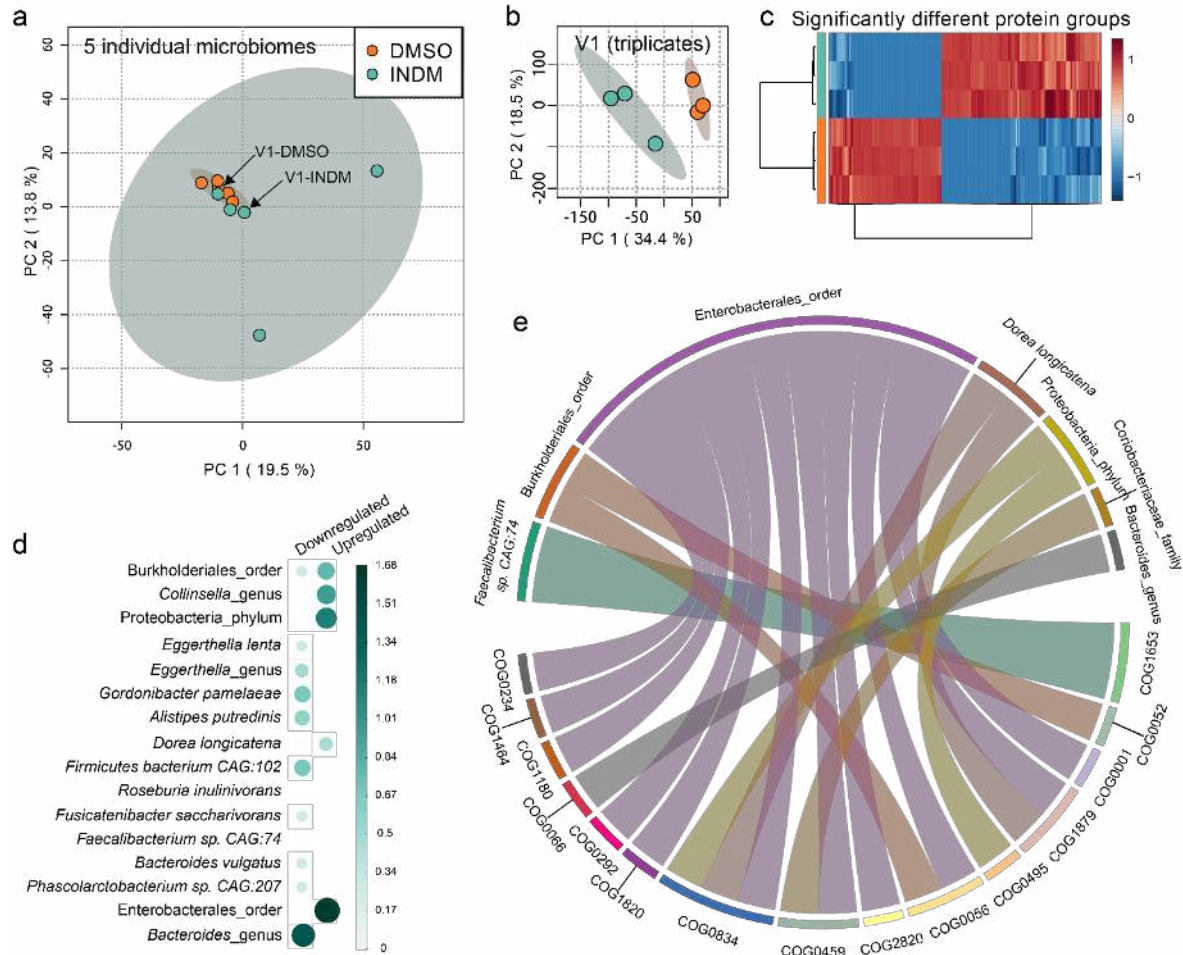 a
5 individual microbiomes
DMSO
INDM
60
40
20
0
-20
-40
-60
V1-DMSO
V1-INDM
PC 2 ( 13.8 %)
-50
0
50
PC 1 ( 19.5 %)
b
V1 (triplicates)
100
0
-200
PC 2 ( 18.5 %)
-150
-50
50
PC 1 ( 34.4 %)
c
Significantly different protein groups
1
0
-1
d
Downregulated
Upregulated
Burkholderiales_order
Collinsella_genus
Proteobacteria_phylum
Eggerthella lenta
Eggerthella_genus
Gordonibacter pamelaeae
Alistipes putredinis
Dorea longicatena
Firmicutes bacterium CAG:102
Roseburia inulinivorans
Fusicatenibacter saccharivorans
Faecalibacterium sp. CAG:74
Bacteroides vulgatus
Phascolarctobacterium sp. CAG:207
Enterobacterales_order
Bacteroides_genus
1.68
1.51
1.34
1.18
1.01
0.84
0.67
0.5
0.34
0.17
0
e
Enterobacterales_order
Dorea longicatena
Proteobacteria_phylum
Coriobacteriaceae_family
Bacteroides_genus
Burkholderiales_order
Faecalibacterium
sp. CAG:74
COG1653
COG0052
COG0001
COG1879
COG0495
COG0056
COG2820
COG0459
COG0834
COG1820
COG0292
COG0066
COG1180
COG1464
COG0234